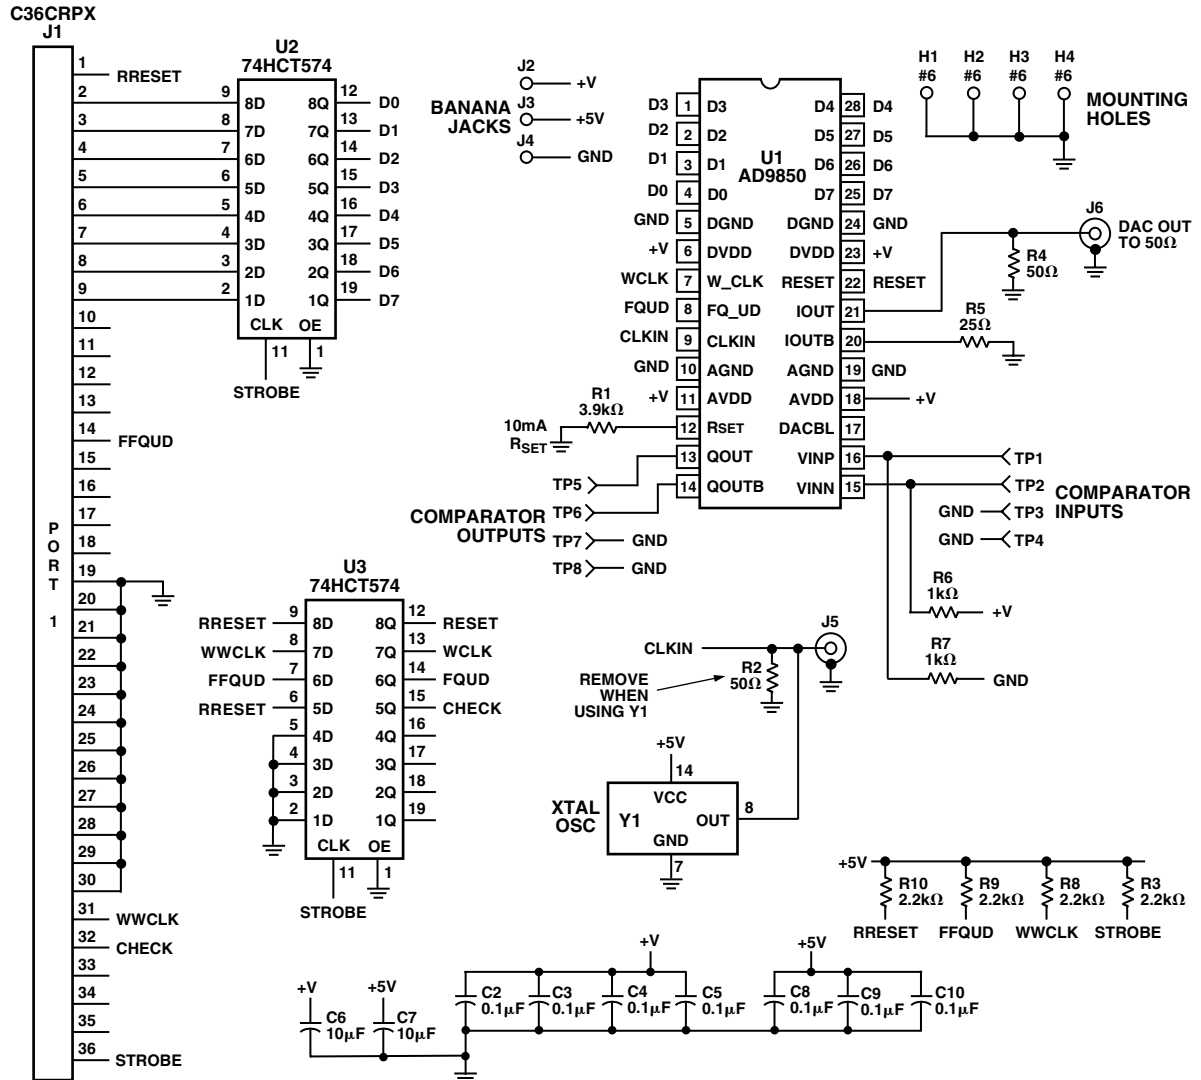 C36CRPX
J1
PORT 1
1 RRESET
2
3
4
5
6
7
8
9
10
11
12
13
14 FFQUD
15
16
17
18
19
20
21
22
23
24
25
26
27
28
29
30
31 WWCLK
32 CHECK
33
34
35
36 STROBE
U2
74HCT574
9 8D 8Q 12 D0
8 7D 7Q 13 D1
7 6D 6Q 14 D2
6 5D 5Q 15 D3
5 4D 4Q 16 D4
4 3D 3Q 17 D5
3 2D 2Q 18 D6
2 1D 1Q 19 D7
CLK OE
11 1
STROBE
BANANA
JACKS
J2 +V
J3 +5V
J4 GND
U1
AD9850
D3 1 D3 D4 28 D4
D2 2 D2 D5 27 D5
D1 3 D1 D6 26 D6
D0 4 D0 D7 25 D7
GND 5 DGND DGND 24 GND
+V 6 DVDD DVDD 23 +V
WCLK 7 W_CLK RESET 22 RESET
FQUD 8 FQ_UD IOUT 21
CLKIN 9 CLKIN IOUTB 20
GND 10 AGND AGND 19 GND
+V 11 AVDD AVDD 18 +V
12 RSET DACBL 17
13 QOUT VINP 16
14 QOUTB VINN 15
R1
3.9kΩ
10mA
RSET
COMPARATOR
OUTPUTS
TP5
TP6
TP7 GND
TP8 GND
H1 H2 H3 H4
#6 #6 #6 #6
MOUNTING
HOLES
J6
DAC OUT
TO 50Ω
R4
50Ω
R5
25Ω
TP1
TP2
GND TP3
GND TP4
COMPARATOR
INPUTS
R6
1kΩ
+V
R7
1kΩ
GND
U3
74HCT574
RRESET 9 8D 8Q 12 RESET
WWCLK 8 7D 7Q 13 WCLK
FFQUD 7 6D 6Q 14 FQUD
RRESET 6 5D 5Q 15 CHECK
5 4D 4Q 16
4 3D 3Q 17
3 2D 2Q 18
2 1D 1Q 19
CLK OE
11 1
STROBE
CLKIN
J5
R2
50Ω
REMOVE
WHEN
USING Y1
+5V
14
XTAL
OSC
VCC
Y1 OUT 8
GND
7
+5V
R10
2.2kΩ
R9
2.2kΩ
R8
2.2kΩ
R3
2.2kΩ
RRESET FFQUD WWCLK STROBE
+V
C6
10µF
+5V
C7
10µF
+V
C2
0.1µF
C3
0.1µF
C4
0.1µF
C5
0.1µF
+5V
C8
0.1µF
C9
0.1µF
C10
0.1µF